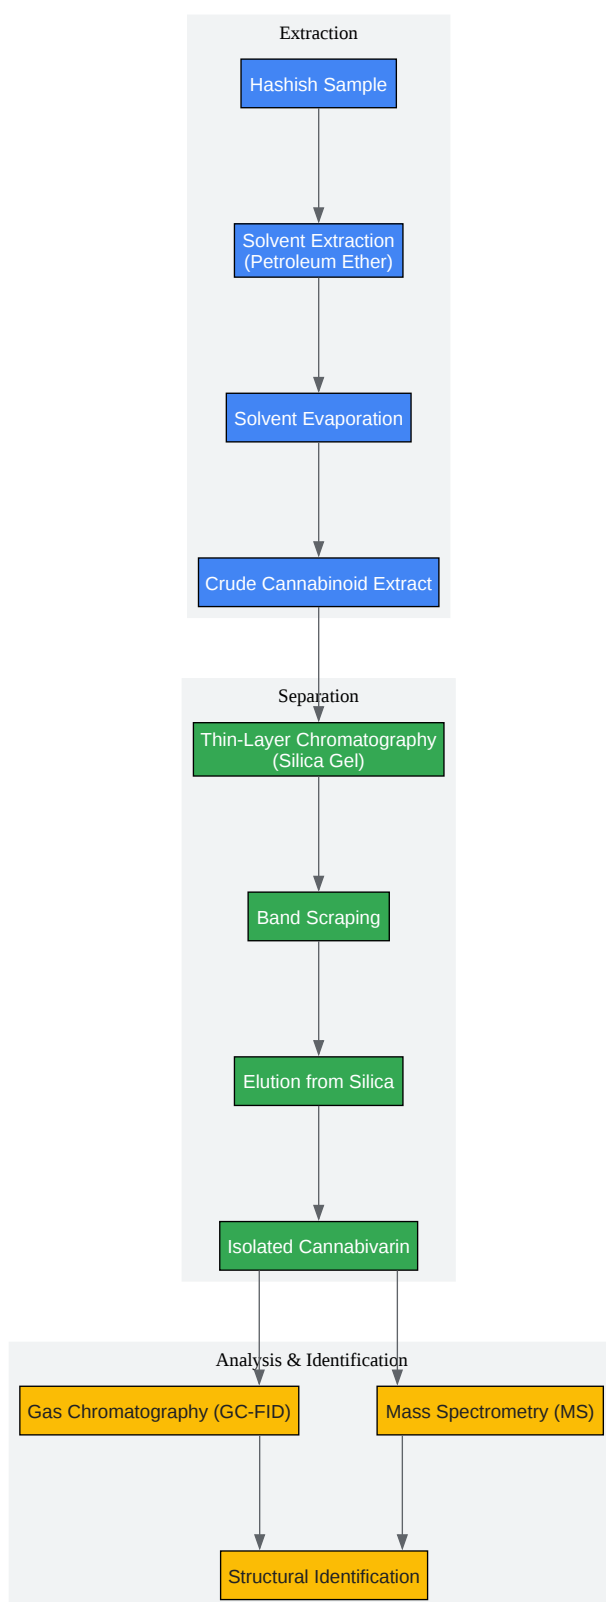 Extraction
Hashish Sample
Solvent Extraction
(Petroleum Ether)
Solvent Evaporation
Crude Cannabinoid Extract
Separation
Thin-Layer Chromatography
(Silica Gel)
Band Scraping
Elution from Silica
Isolated Cannabivarin
Analysis & Identification
Gas Chromatography (GC-FID)
Mass Spectrometry (MS)
Structural Identification